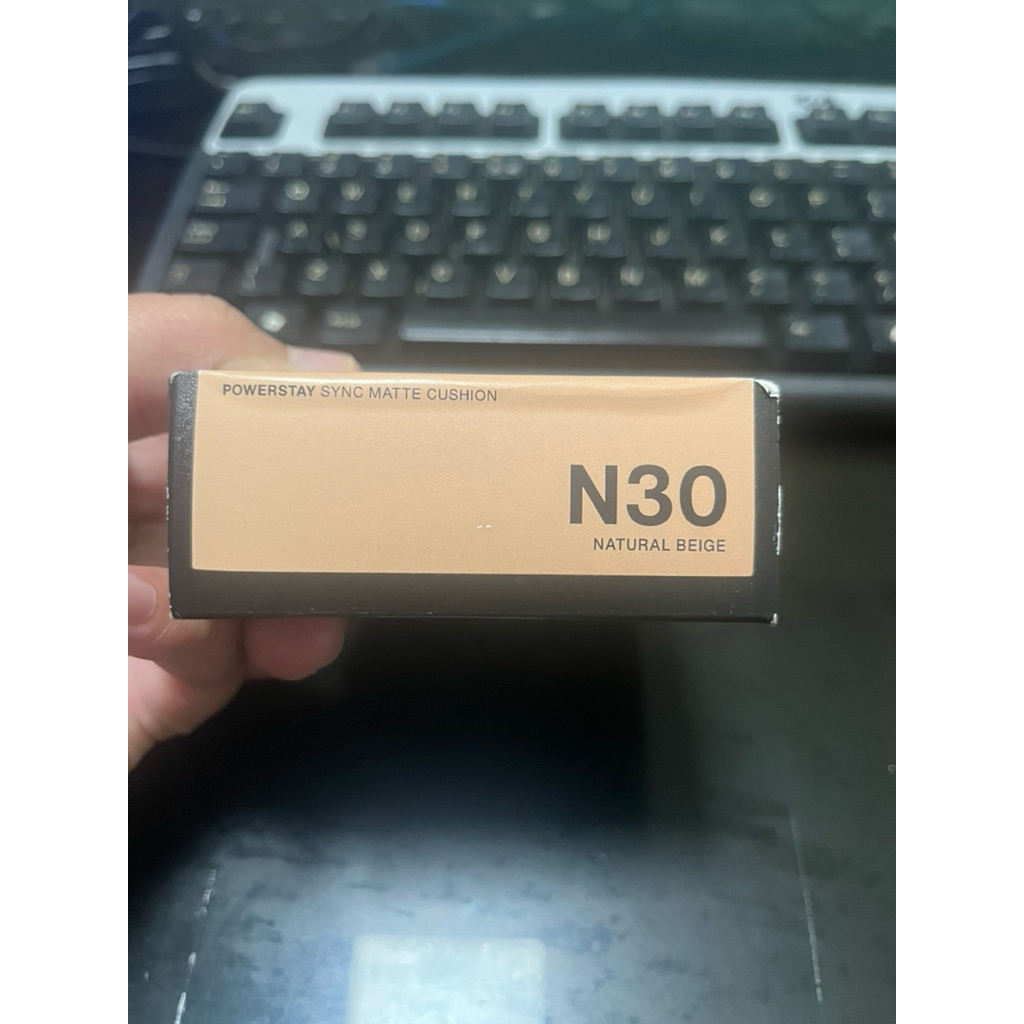 POWERSTAY SYNC MATTE CUSHION
N30
NATURAL BEIGE